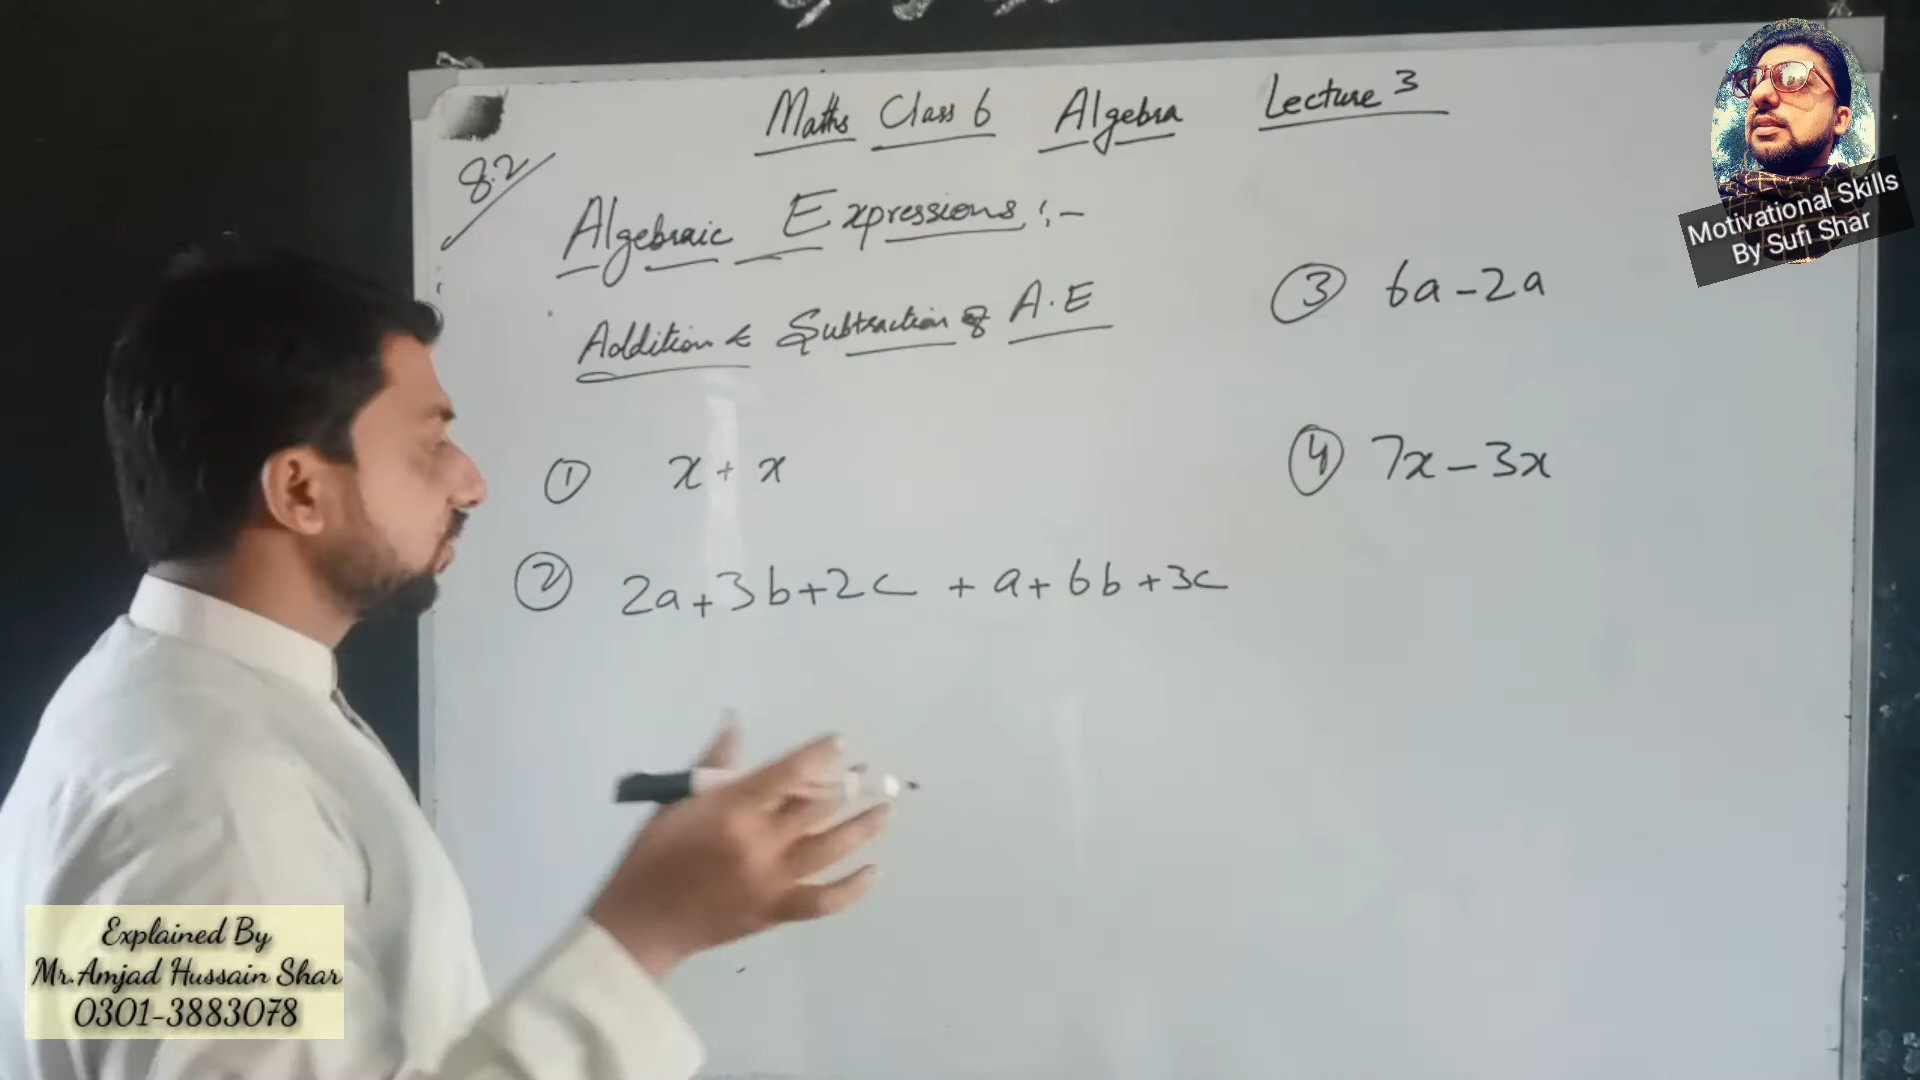 Maths Class 6 Algebra Lecture 3
8.2
Algebraic Expressions :-
Addition & Subtraction of A.E
① x + x
② 2a+3b+2c + a+6b+3c
③ 6a-2a
④ 7x-3x
Motivational Skills
By Sufi Shar
Explained By
Mr.Amjad Hussain Shar
0301-3883078